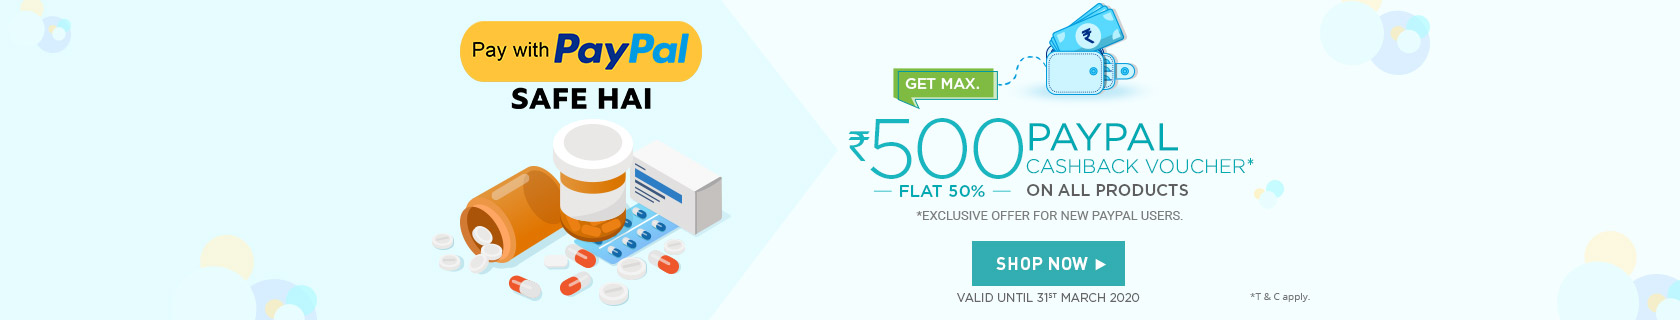 Pay with PayPal
SAFE HAI
GET MAX.
₹500 PAYPAL
CASHBACK VOUCHER*
— FLAT 50% — ON ALL PRODUCTS
*EXCLUSIVE OFFER FOR NEW PAYPAL USERS.
SHOP NOW ▶
VALID UNTIL 31ST MARCH 2020
*T & C apply.